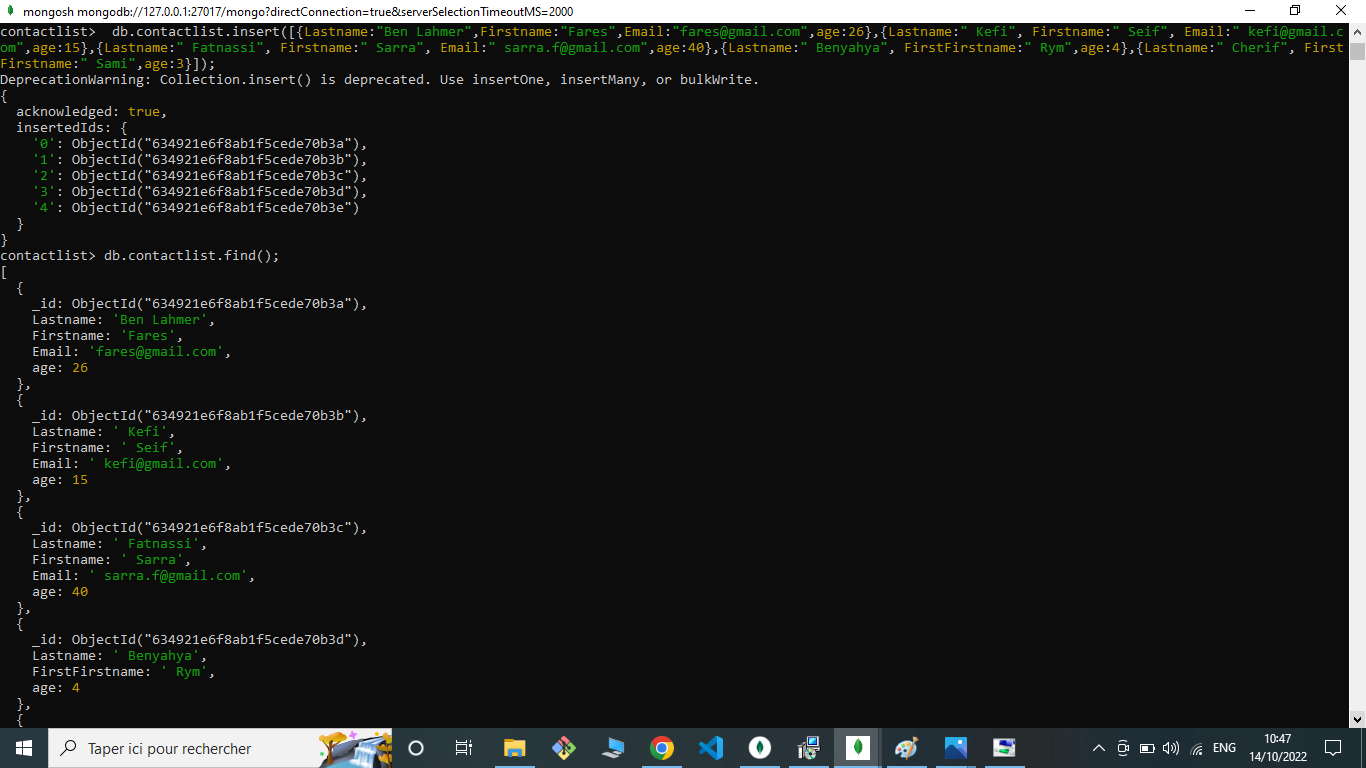 mongosh mongodb://127.0.0.1:27017/mongo?directConnection=true&serverSelectionTimeoutMS=2000
contactlist>  db.contactlist.insert([{Lastname:"Ben Lahmer",Firstname:"Fares",Email:"fares@gmail.com",age:26},{Lastname:" Kefi", Firstname:" Seif", Email:" kefi@gmail.c
om",age:15},{Lastname:" Fatnassi", Firstname:" Sarra", Email:" sarra.f@gmail.com",age:40},{Lastname:" Benyahya", FirstFirstname:" Rym",age:4},{Lastname:" Cherif", First
Firstname:" Sami",age:3}]);
DeprecationWarning: Collection.insert() is deprecated. Use insertOne, insertMany, or bulkWrite.
{
  acknowledged: true,
  insertedIds: {
    '0': ObjectId("634921e6f8ab1f5cede70b3a"),
    '1': ObjectId("634921e6f8ab1f5cede70b3b"),
    '2': ObjectId("634921e6f8ab1f5cede70b3c"),
    '3': ObjectId("634921e6f8ab1f5cede70b3d"),
    '4': ObjectId("634921e6f8ab1f5cede70b3e")
  }
}
contactlist> db.contactlist.find();
[
  {
    _id: ObjectId("634921e6f8ab1f5cede70b3a"),
    Lastname: 'Ben Lahmer',
    Firstname: 'Fares',
    Email: 'fares@gmail.com',
    age: 26
  },
  {
    _id: ObjectId("634921e6f8ab1f5cede70b3b"),
    Lastname: ' Kefi',
    Firstname: ' Seif',
    Email: ' kefi@gmail.com',
    age: 15
  },
  {
    _id: ObjectId("634921e6f8ab1f5cede70b3c"),
    Lastname: ' Fatnassi',
    Firstname: ' Sarra',
    Email: ' sarra.f@gmail.com',
    age: 40
  },
  {
    _id: ObjectId("634921e6f8ab1f5cede70b3d"),
    Lastname: ' Benyahya',
    FirstFirstname: ' Rym',
    age: 4
  },
  {
Taper ici pour rechercher
ENG
10:47
14/10/2022